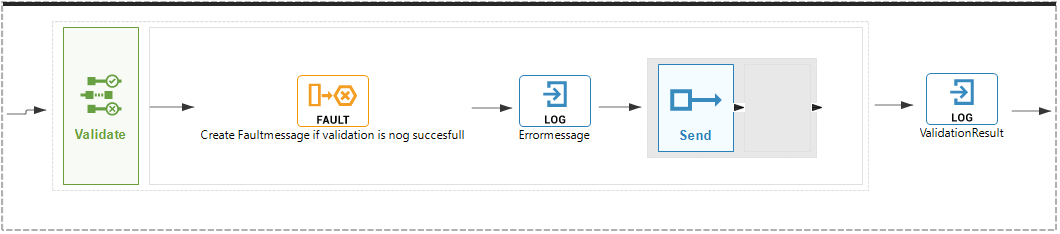 Validate
FAULT
Create Faultmessage if validation is nog succesfull
LOG
Errormessage
Send
LOG
ValidationResult